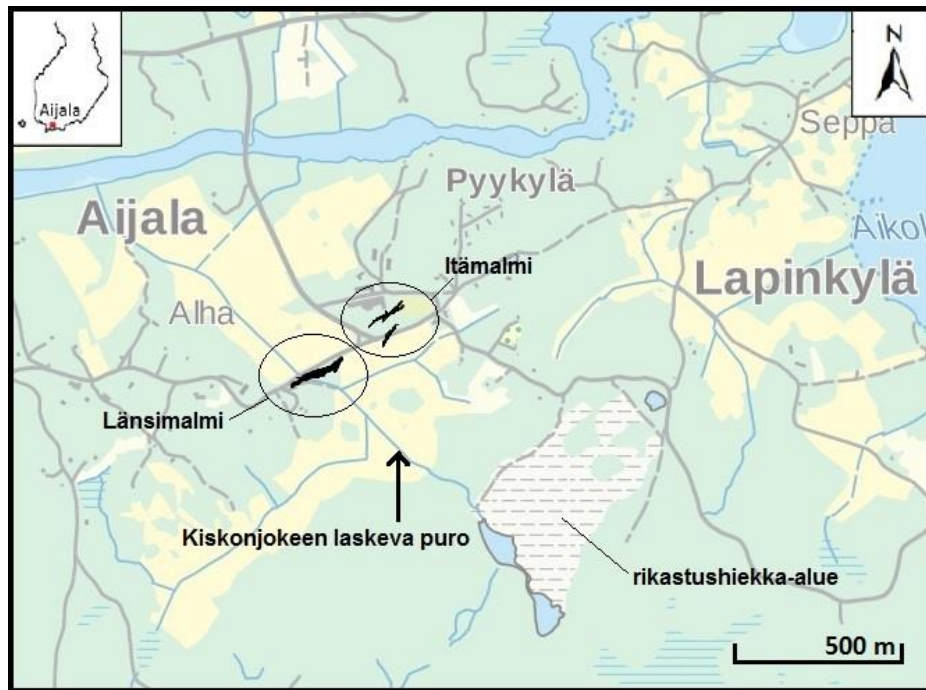 Aijala
N
Seppä
Pyykylä
Aijala
Aikol
Itämalmi
Lapinkylä
Alha
Länsimalmi
Kiskonjokeen laskeva puro
rikastushiekka-alue
500 m